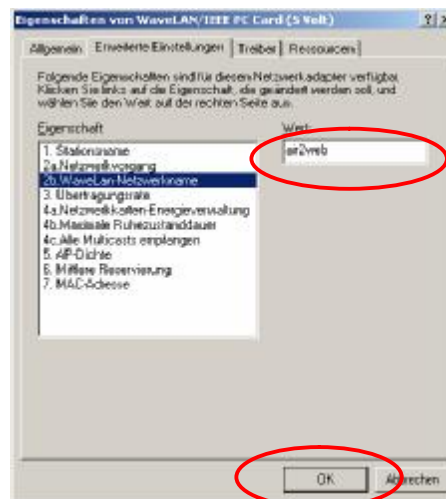 Eigenschaften von WaveLAN/IEEE PC Card (5 Volt)
Allgemein Erweiterte Einstellungen Treiber Ressourcen
Folgende Eigenschaften sind für diesen Netzwerkadapter verfügbar.
Klicken Sie links auf die Eigenschaft, die geändert werden soll, und
wählen Sie den Wert auf der rechten Seite aus.
Eigenschaft
Wert:
1. Stationsname
2a.Netzwerkvorgang
2b.WaveLan-Netzwerkname
3. Übertragungsrate
4a.Netzwerkkarten-Energieverwaltung
4b.Maximale Ruhezustanddauer
4c.Alle Multicasts empfangen
5. AP-Dichte
6. Mittlere Reservierung
7. MAC-Adresse
air2web
OK
Abbrechen